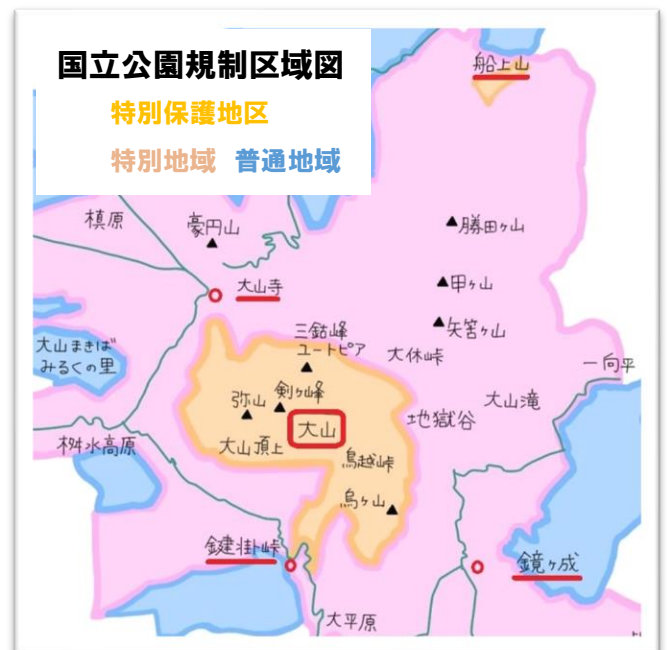 国立公園規制区域図
特別保護地区
特別地域 普通地域
船上山
槙原
豪円山
勝田ヶ山
大山寺
甲ヶ山
三鈷峰
ユートピア
矢筈ヶ山
大休峠
大山まきば
みるくの里
一向平
弥山
剣ヶ峰
大山滝
大山
地獄谷
桝水高原
大山頂上
鳥越峠
烏ヶ山
鍵掛峠
鏡ヶ成
大平原